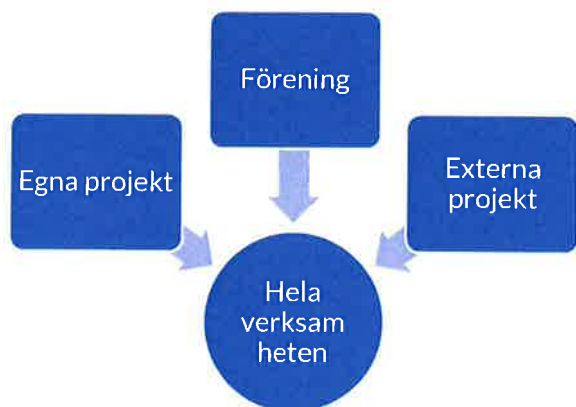 Förening
Egna projekt
Externa
projekt
Hela
verksam
heten